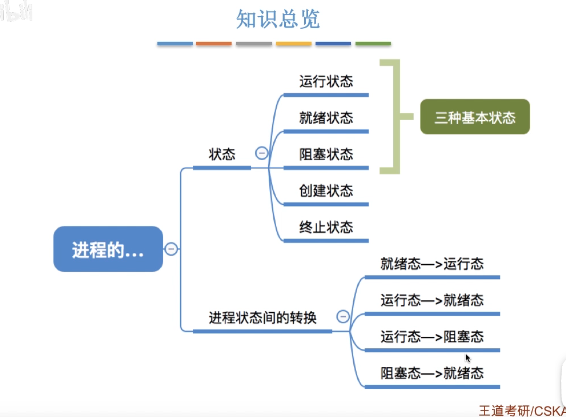 知识总览
运行状态
就绪状态
三种基本状态
状态
阻塞状态
创建状态
终止状态
进程的...
就绪态—>运行态
进程状态间的转换
运行态—>就绪态
运行态—>阻塞态
阻塞态—>就绪态
王道考研/CSKA